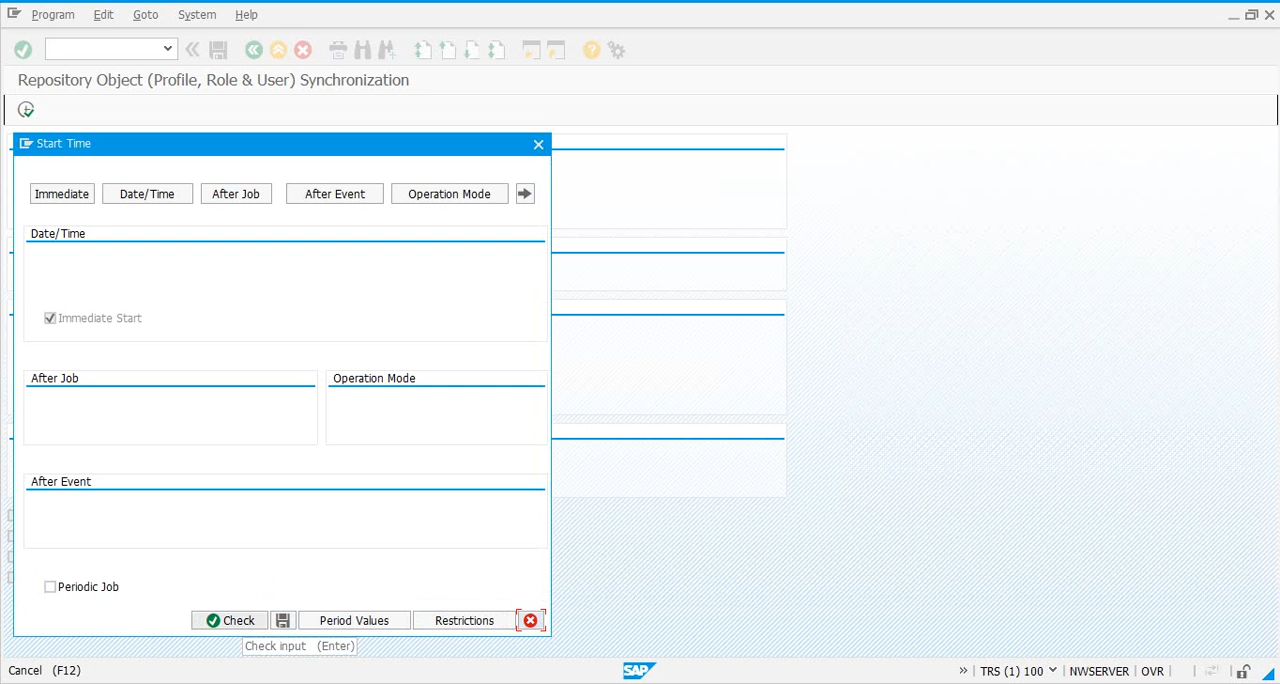 Program Edit Goto System Help
Repository Object (Profile, Role & User) Synchronization
Start Time
Immediate Date/Time After Job After Event Operation Mode
Date/Time
Immediate Start
After Job Operation Mode
After Event
Periodic Job
Check Period Values Restrictions
Check input (Enter)
Cancel (F12) SAP » TRS (1) 100 NWSERVER OVR